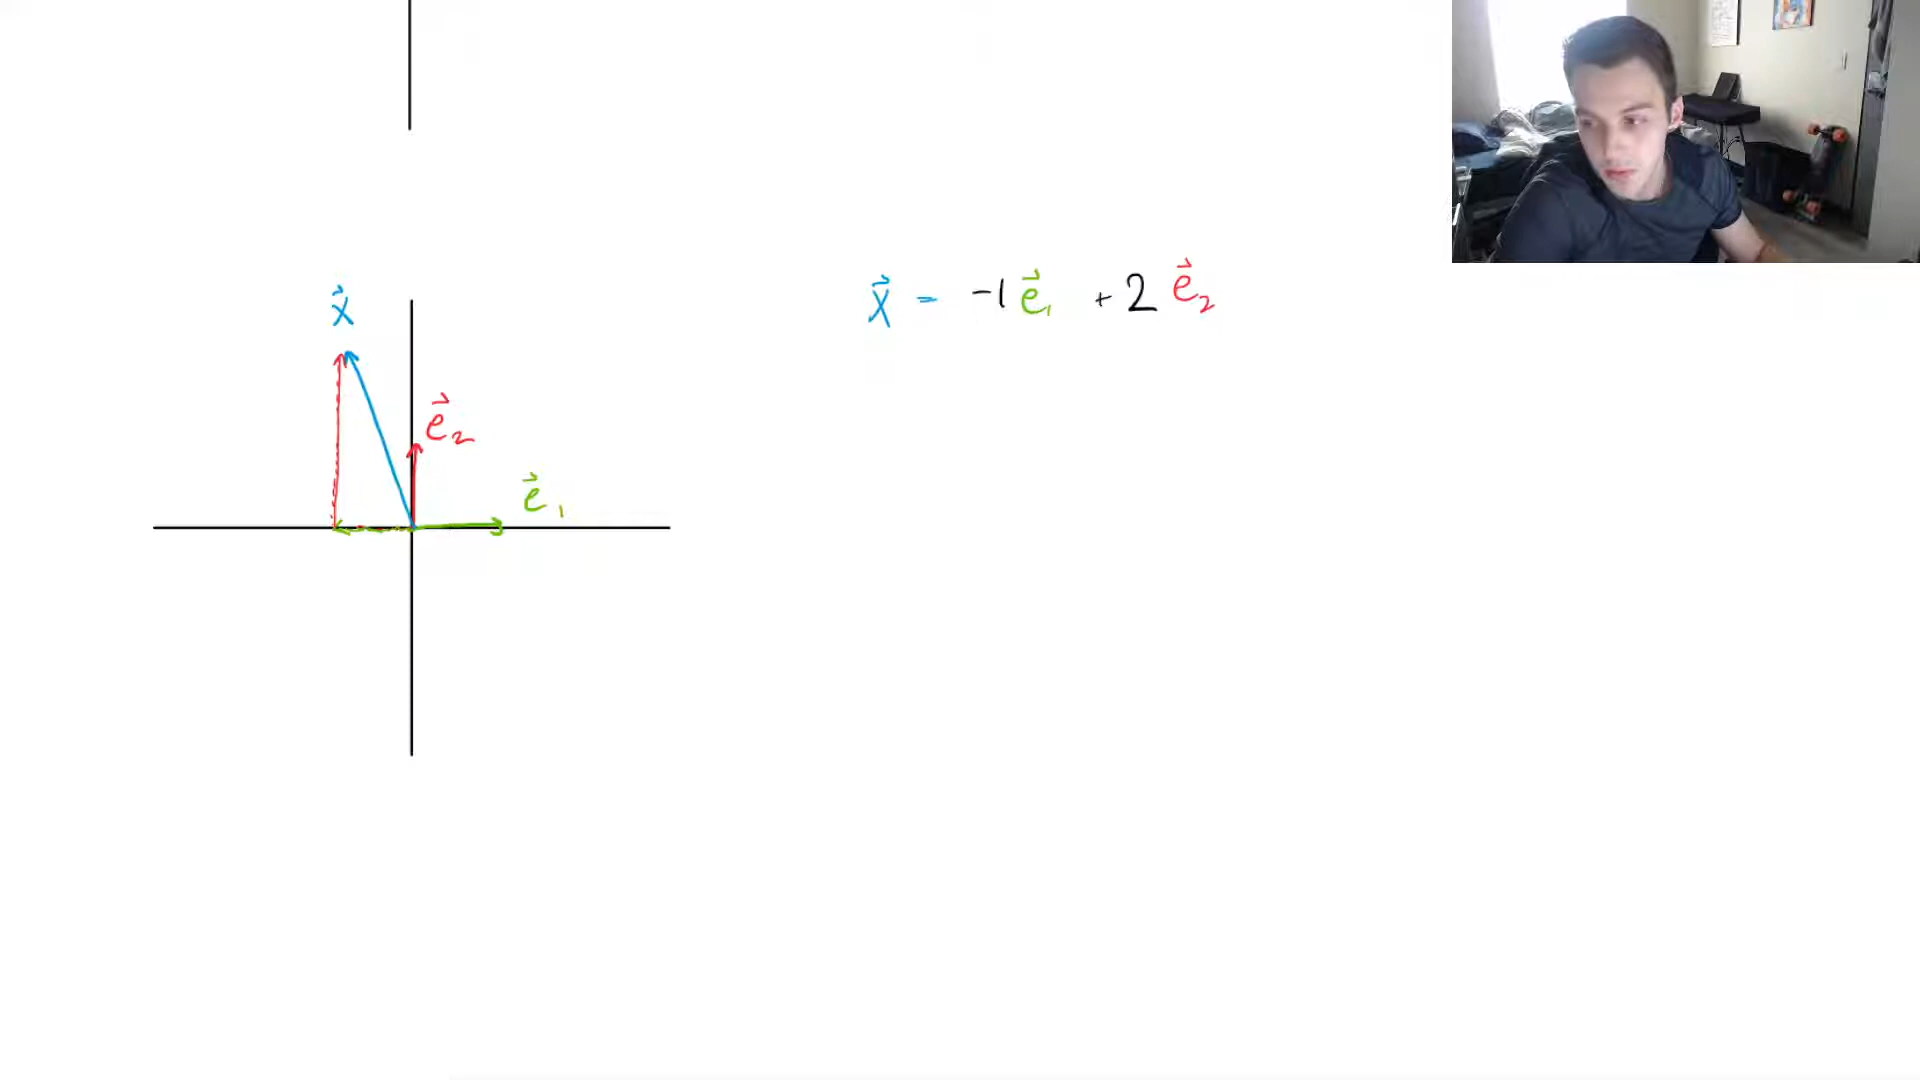 x⃗ = -1 e⃗₁ + 2 e⃗₂
x⃗
e⃗₂
e⃗₁